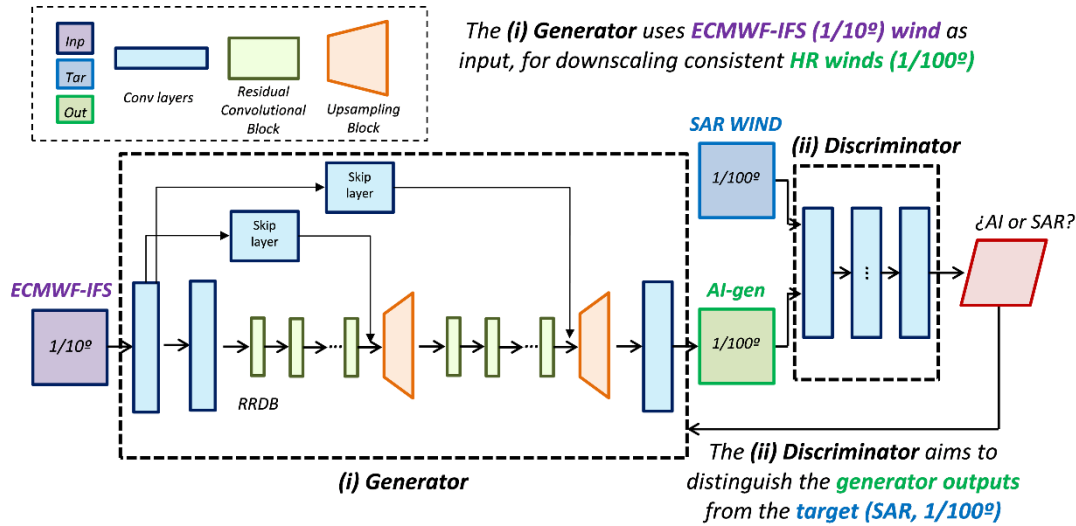 Inp
Tar
Out
Conv layers
Residual
Convolutional
Block
Upsampling
Block
The (i) Generator uses ECMWF-IFS (1/10º) wind as
input, for downscaling consistent HR winds (1/100º)
SAR WIND
1/100º
(ii) Discriminator
Skip
layer
Skip
layer
¿AI or SAR?
...
ECMWF-IFS
1/10º
RRDB
AI-gen
1/100º
(i) Generator
The (ii) Discriminator aims to
distinguish the generator outputs
from the target (SAR, 1/100º)